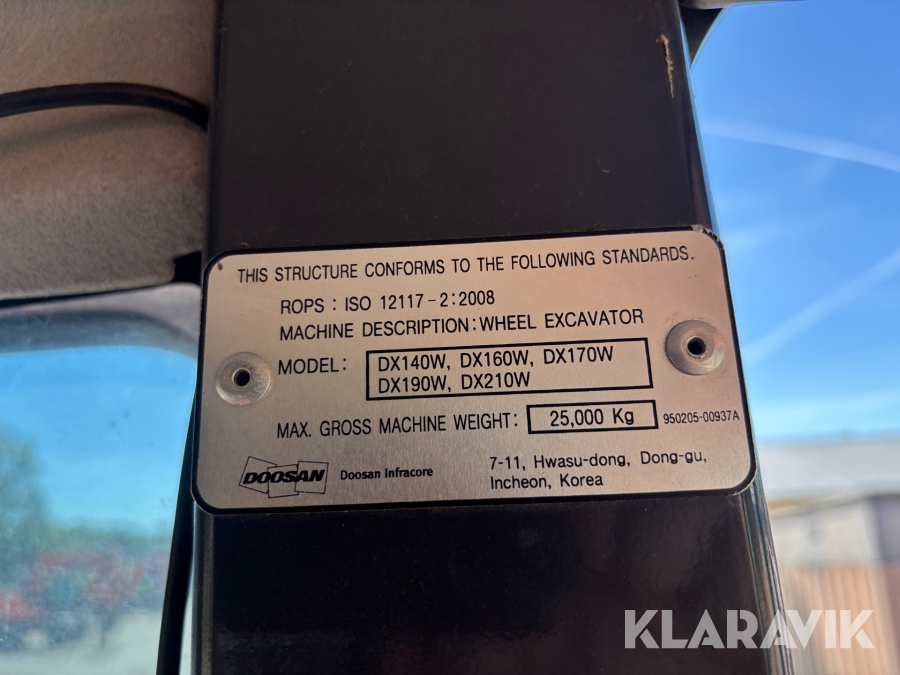 THIS STRUCTURE CONFORMS TO THE FOLLOWING STANDARDS.
ROPS : ISO 12117-2:2008
MACHINE DESCRIPTION: WHEEL EXCAVATOR
MODEL: DX140W, DX160W, DX170W
DX190W, DX210W
MAX. GROSS MACHINE WEIGHT: 25,000 Kg 950205-00937A
DOOSAN Doosan Infracore
7-11, Hwasu-dong, Dong-gu,
Incheon, Korea
KLARAVIK